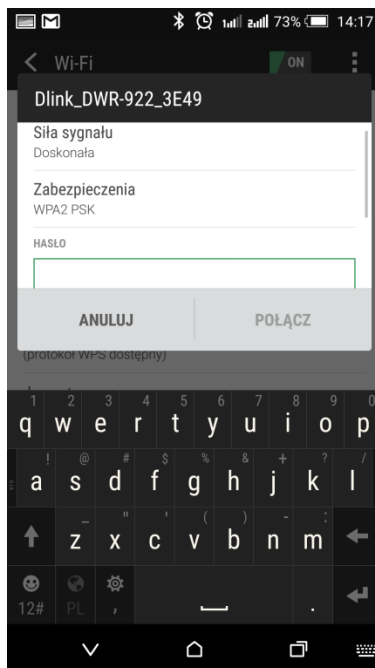 73% 14:17
Wi-Fi ON
Dlink_DWR-922_3E49
Siła sygnału
Doskonała
Zabezpieczenia
WPA2 PSK
HASŁO
ANULUJ POŁĄCZ
(protokół WPS dostępny)
1 2 3 4 5 6 7 8 9 0
q w e r t y u i o p
! @ # $ % & + ? /
a s d f g h j k l
_ " ' ( ) - :
z x c v b n m
12# PL , .